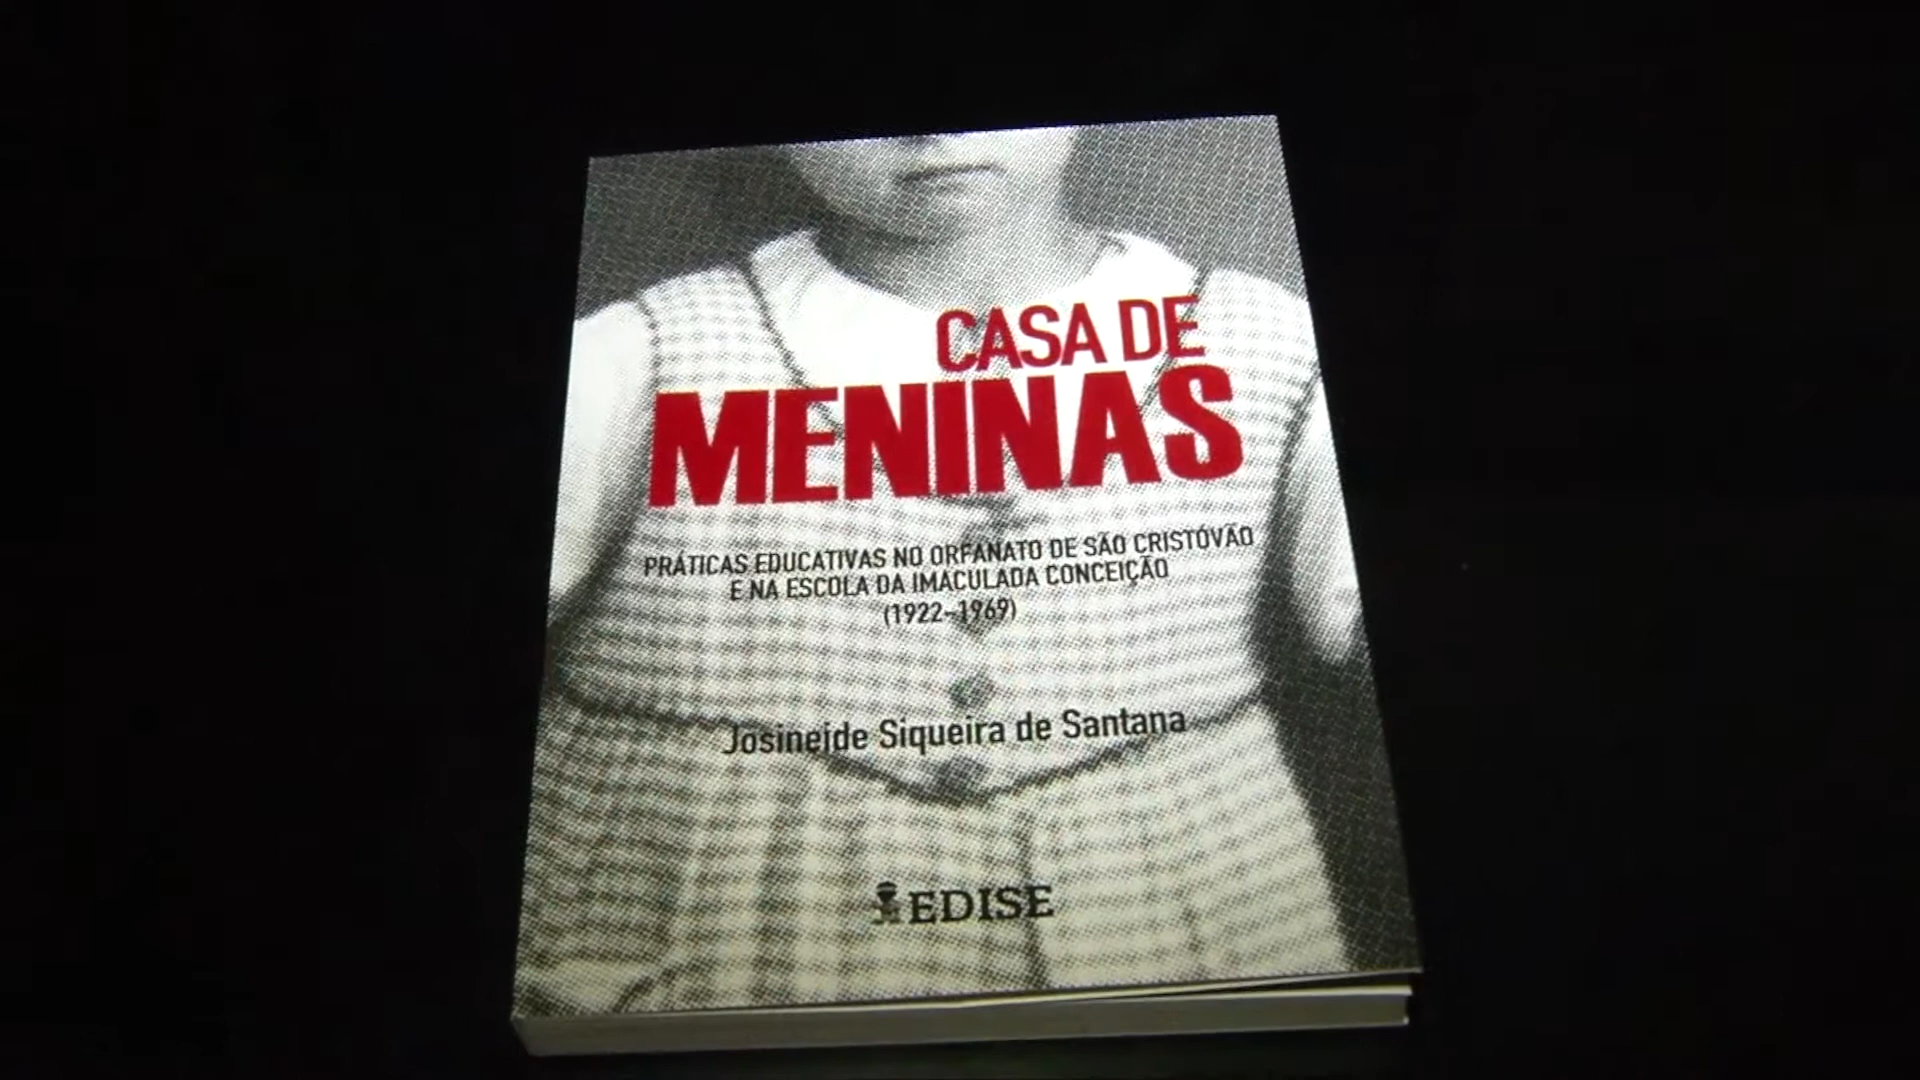 CASA DE
MENINAS
PRÁTICAS EDUCATIVAS NO ORFANATO DE SÃO CRISTÓVÃO
E NA ESCOLA DA IMACULADA CONCEIÇÃO
(1922-1969)
Josineide Siqueira de Santana
EDISE